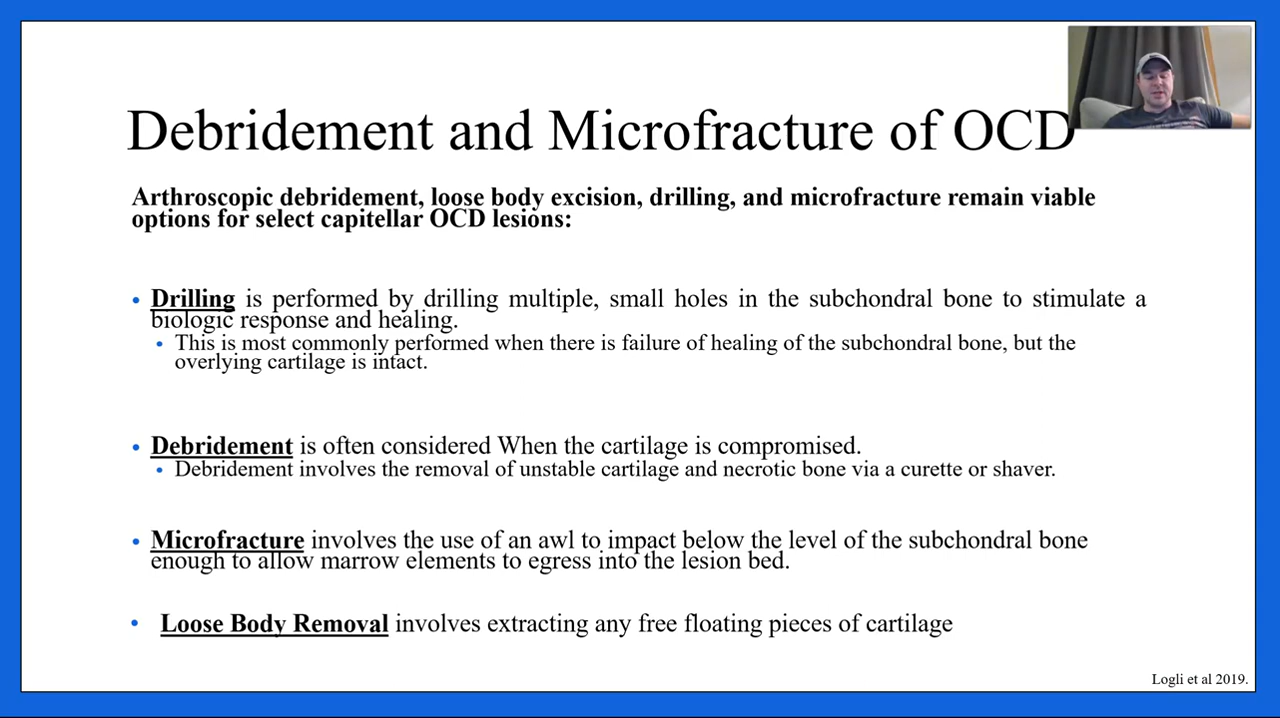 Debridement and Microfracture of OCD
Arthroscopic debridement, loose body excision, drilling, and microfracture remain viable
options for select capitellar OCD lesions:
• Drilling is performed by drilling multiple, small holes in the subchondral bone to stimulate a
biologic response and healing.
• This is most commonly performed when there is failure of healing of the subchondral bone, but the
overlying cartilage is intact.
• Debridement is often considered When the cartilage is compromised.
• Debridement involves the removal of unstable cartilage and necrotic bone via a curette or shaver.
• Microfracture involves the use of an awl to impact below the level of the subchondral bone
enough to allow marrow elements to egress into the lesion bed.
• Loose Body Removal involves extracting any free floating pieces of cartilage
Logli et al 2019.